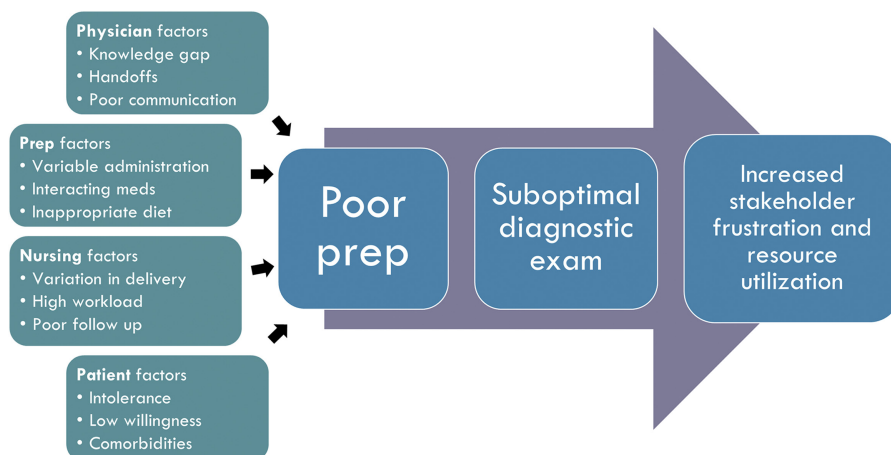 Physician factors
• Knowledge gap
• Handoffs
• Poor communication
Prep factors
• Variable administration
• Interacting meds
• Inappropriate diet
Nursing factors
• Variation in delivery
• High workload
• Poor follow up
Patient factors
• Intolerance
• Low willingness
• Comorbidities
Poor
prep
Suboptimal
diagnostic
exam
Increased
stakeholder
frustration and
resource
utilization